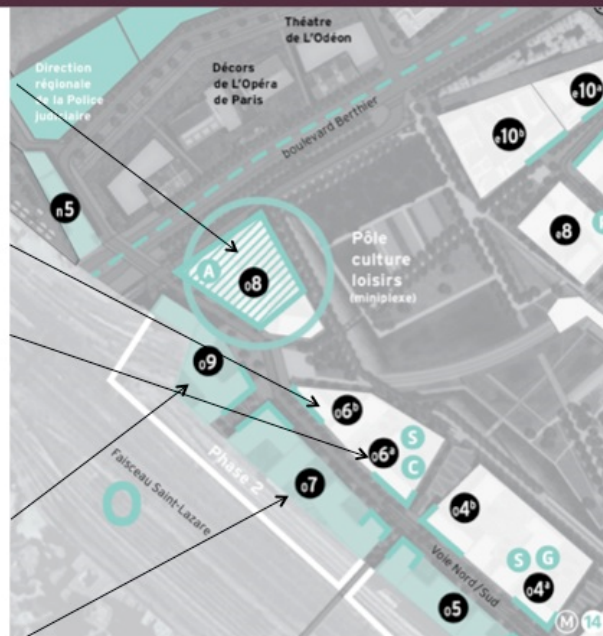 Théatre
de L'Odéon
Direction
régionale
de la Police
judiciaire
Décors
de L'Opéra
de Paris
boulevard Berthier
e10a
e10b
n5
e8
Pôle
culture
loisirs
(miniplexe)
A
o8
o9
o6b
S
o6a
C
Phase 2
o7
Faisceau Saint-Lazare
O
o4b
S G
o4a
Voie Nord/Sud
o5
M 14